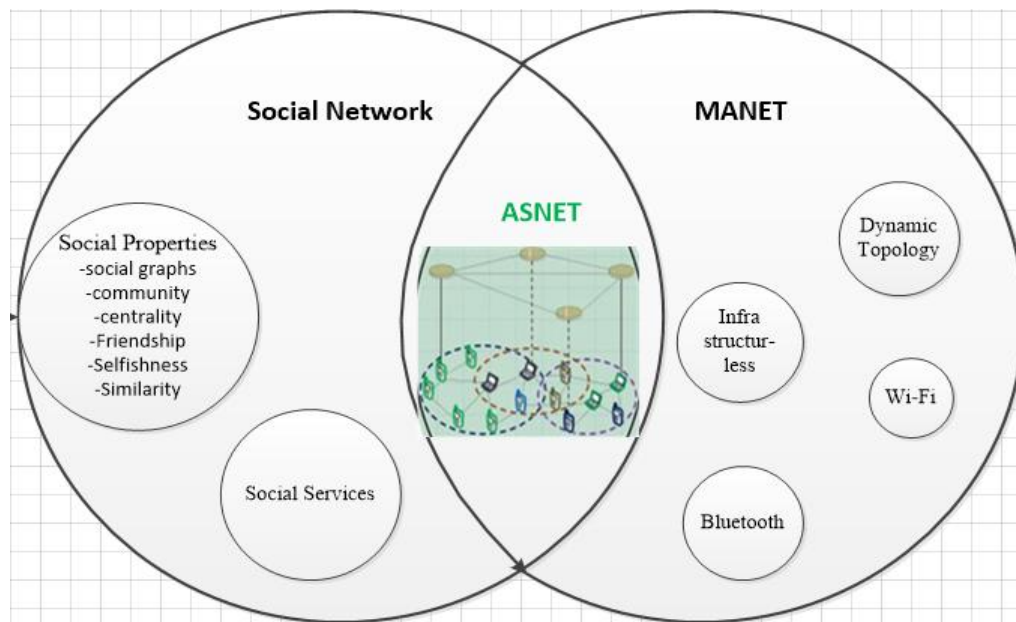 Social Network
MANET
ASNET
Social Properties
-social graphs
-community
-centrality
-Friendship
-Selfishness
-Similarity
Social Services
Dynamic
Topology
Infra
structur-
less
Wi-Fi
Bluetooth